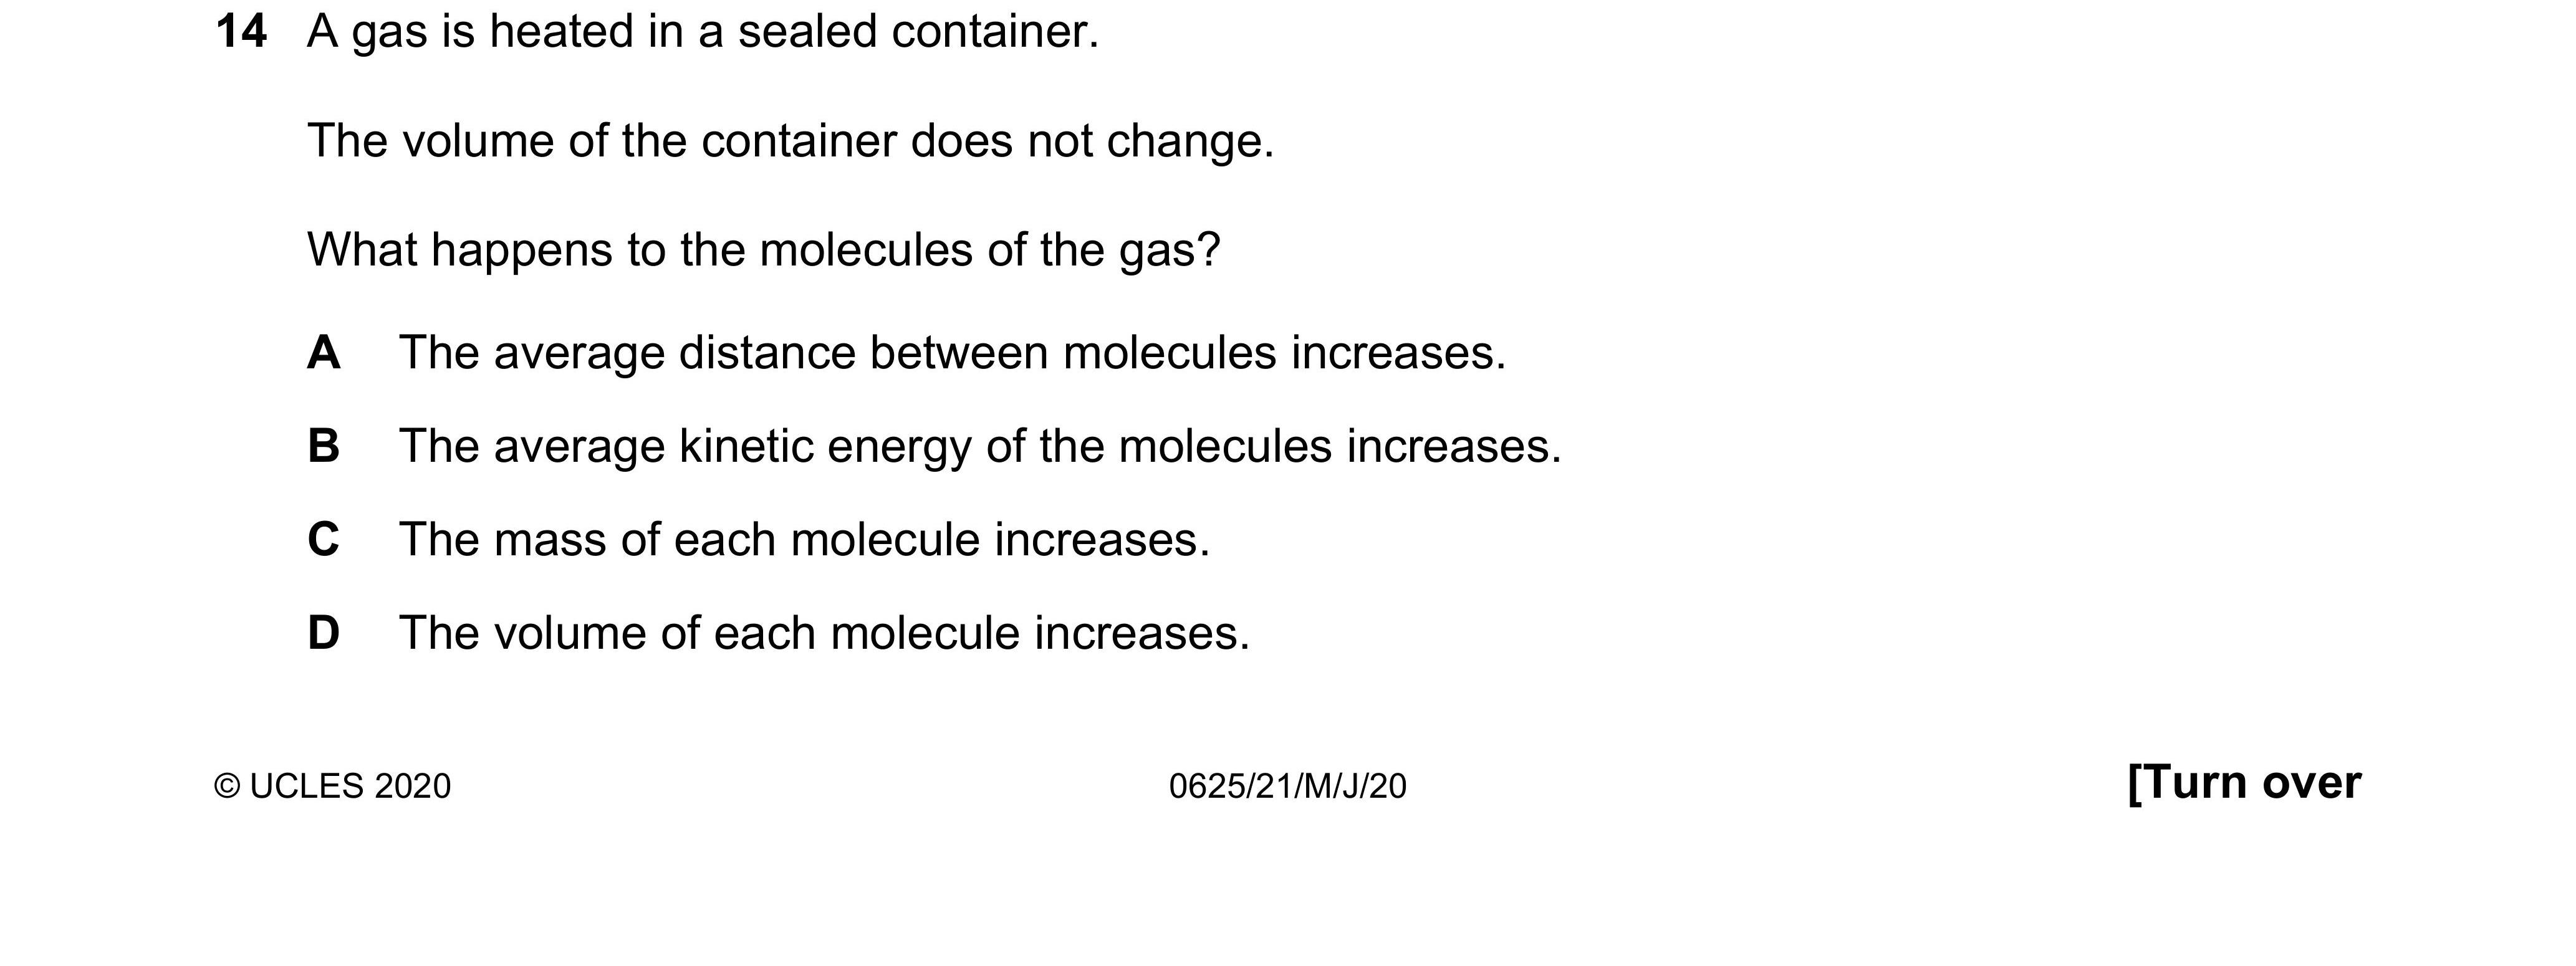 14 A gas is heated in a sealed container.
The volume of the container does not change.
What happens to the molecules of the gas?
A The average distance between molecules increases.
B The average kinetic energy of the molecules increases.
C The mass of each molecule increases.
D The volume of each molecule increases.
© UCLES 2020 0625/21/M/J/20 [Turn over